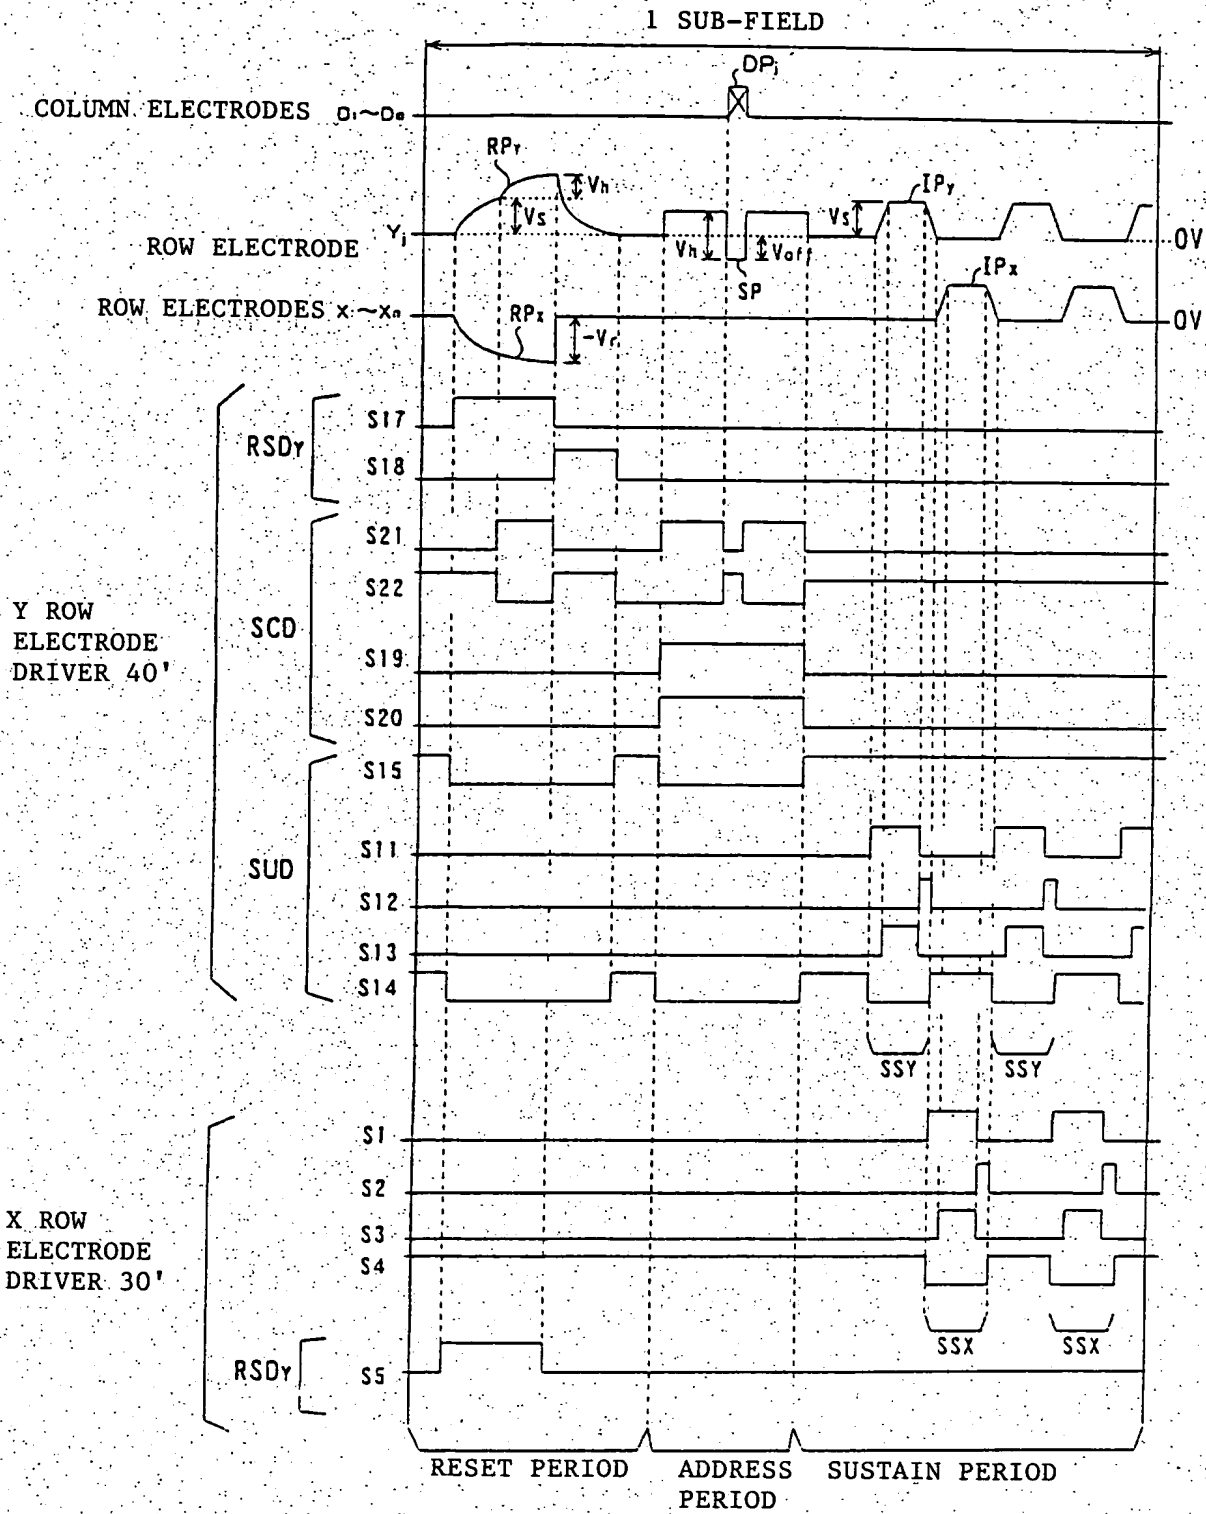 1 SUB-FIELD
DPj
COLUMN ELECTRODES D1~Dm
RPY
Vh
Vs
IPY
Vs
ROW ELECTRODE Yj
Vh
Voff
0V
SP
IPX
ROW ELECTRODES X1~Xn
RPX
-Vr
0V
S17
RSDY
S18
S21
S22
Y ROW
ELECTRODE
DRIVER 40'
SCD
S19
S20
S15
S11
SUD
S12
S13
S14
SSY SSY
S1
S2
X ROW
ELECTRODE
DRIVER 30'
S3
S4
SSX SSX
RSDY
S5
RESET PERIOD
ADDRESS
PERIOD
SUSTAIN PERIOD